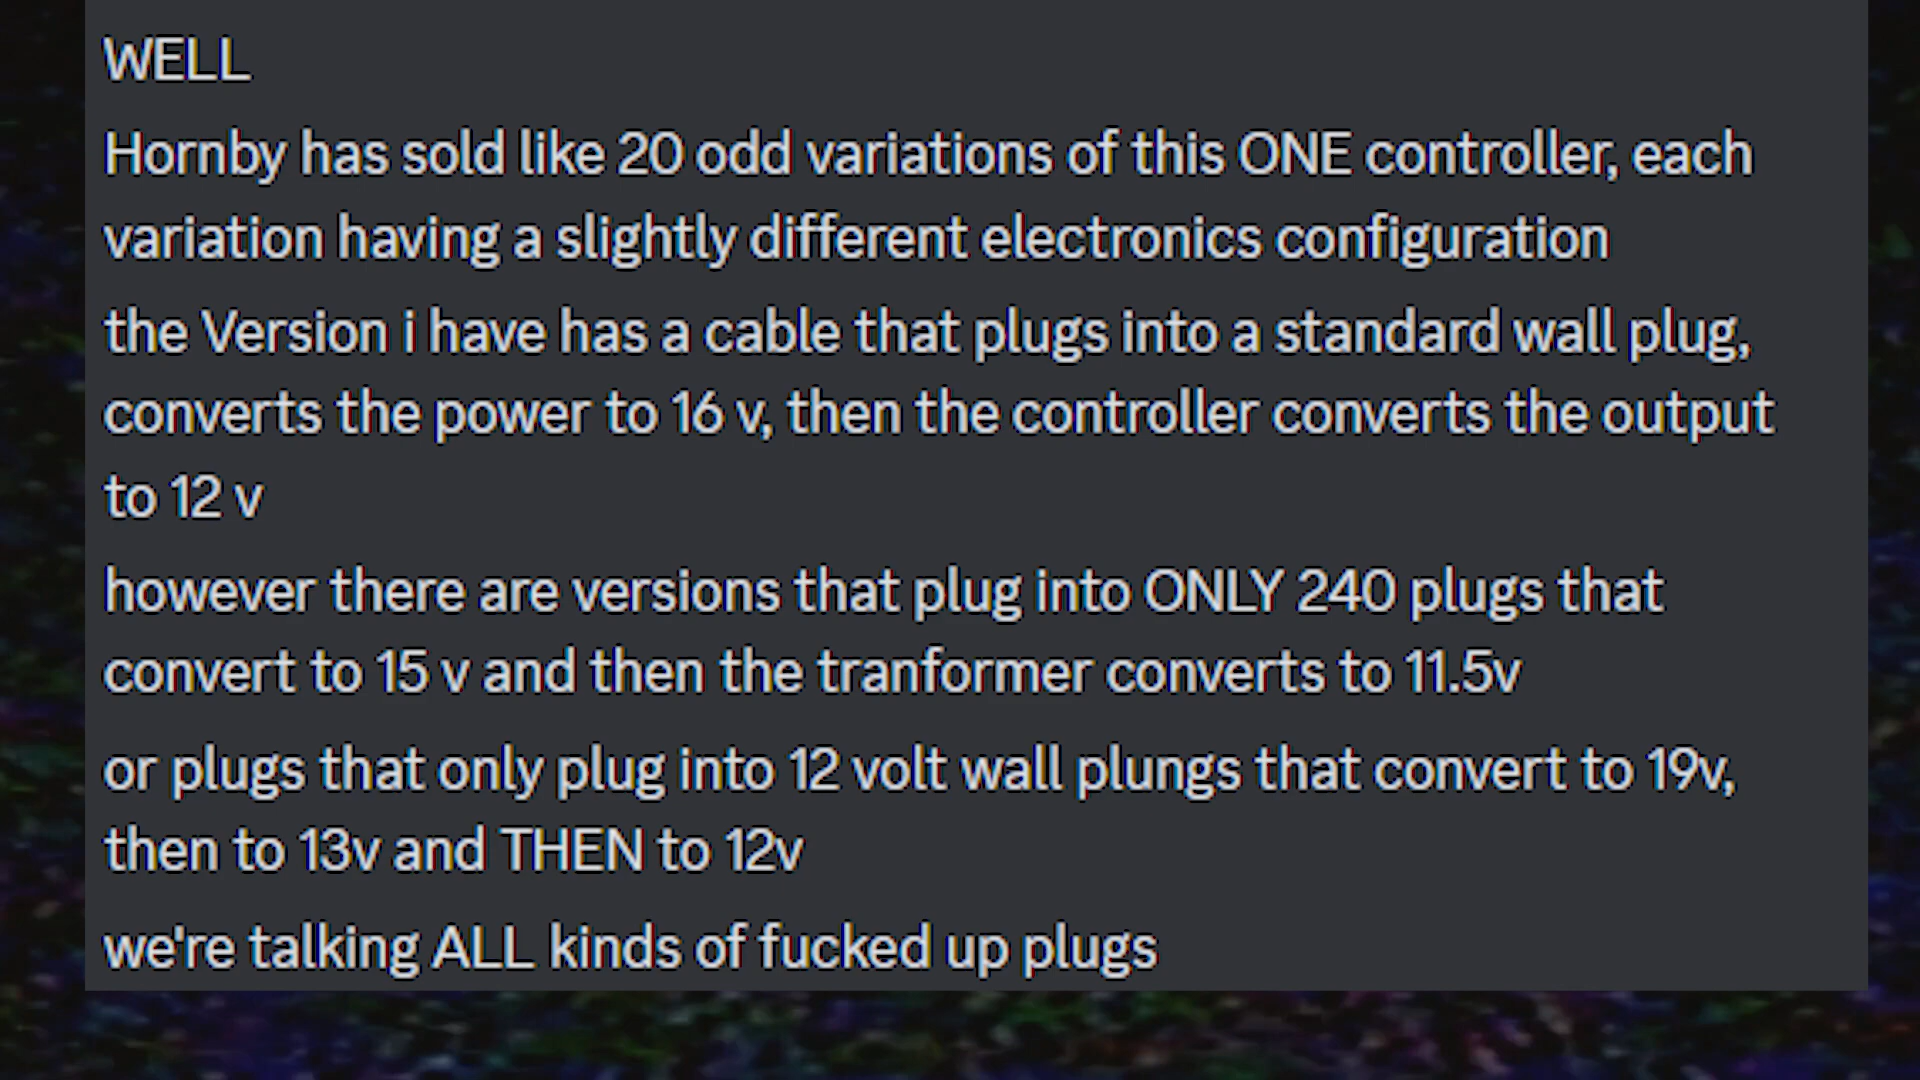 WELL
Hornby has sold like 20 odd variations of this ONE controller, each
variation having a slightly different electronics configuration
the Version i have has a cable that plugs into a standard wall plug,
converts the power to 16 v, then the controller converts the output
to 12 v
however there are versions that plug into ONLY 240 plugs that
convert to 15 v and then the tranformer converts to 11.5v
or plugs that only plug into 12 volt wall plungs that convert to 19v,
then to 13v and THEN to 12v
we're talking ALL kinds of fucked up plugs